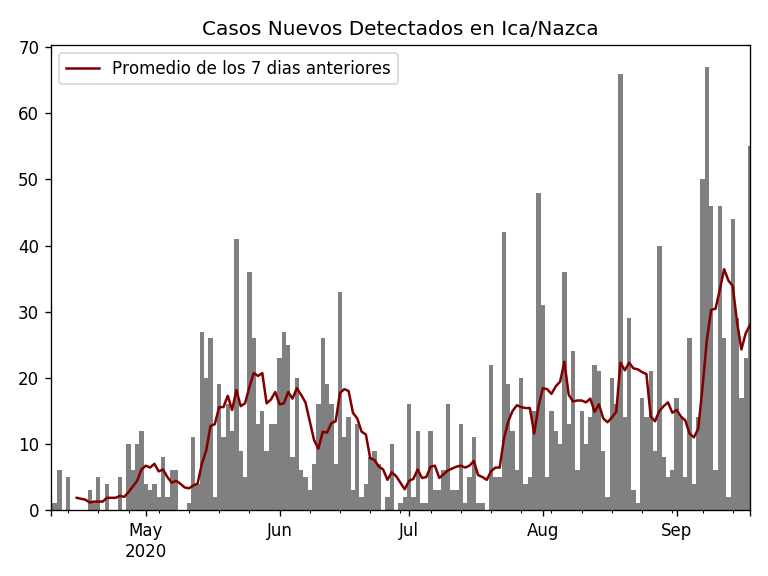 Casos Nuevos Detectados en Ica/Nazca
Promedio de los 7 dias anteriores
70
60
50
40
30
20
10
0
May
2020
Jun
Jul
Aug
Sep